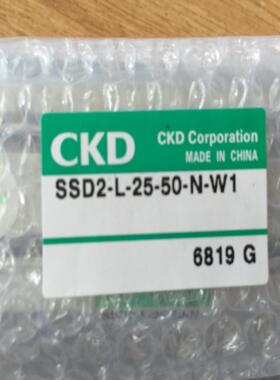 CKD
CKD Corporation
MADE IN CHINA
SSD2-L-25-50-N-W1
6819 G